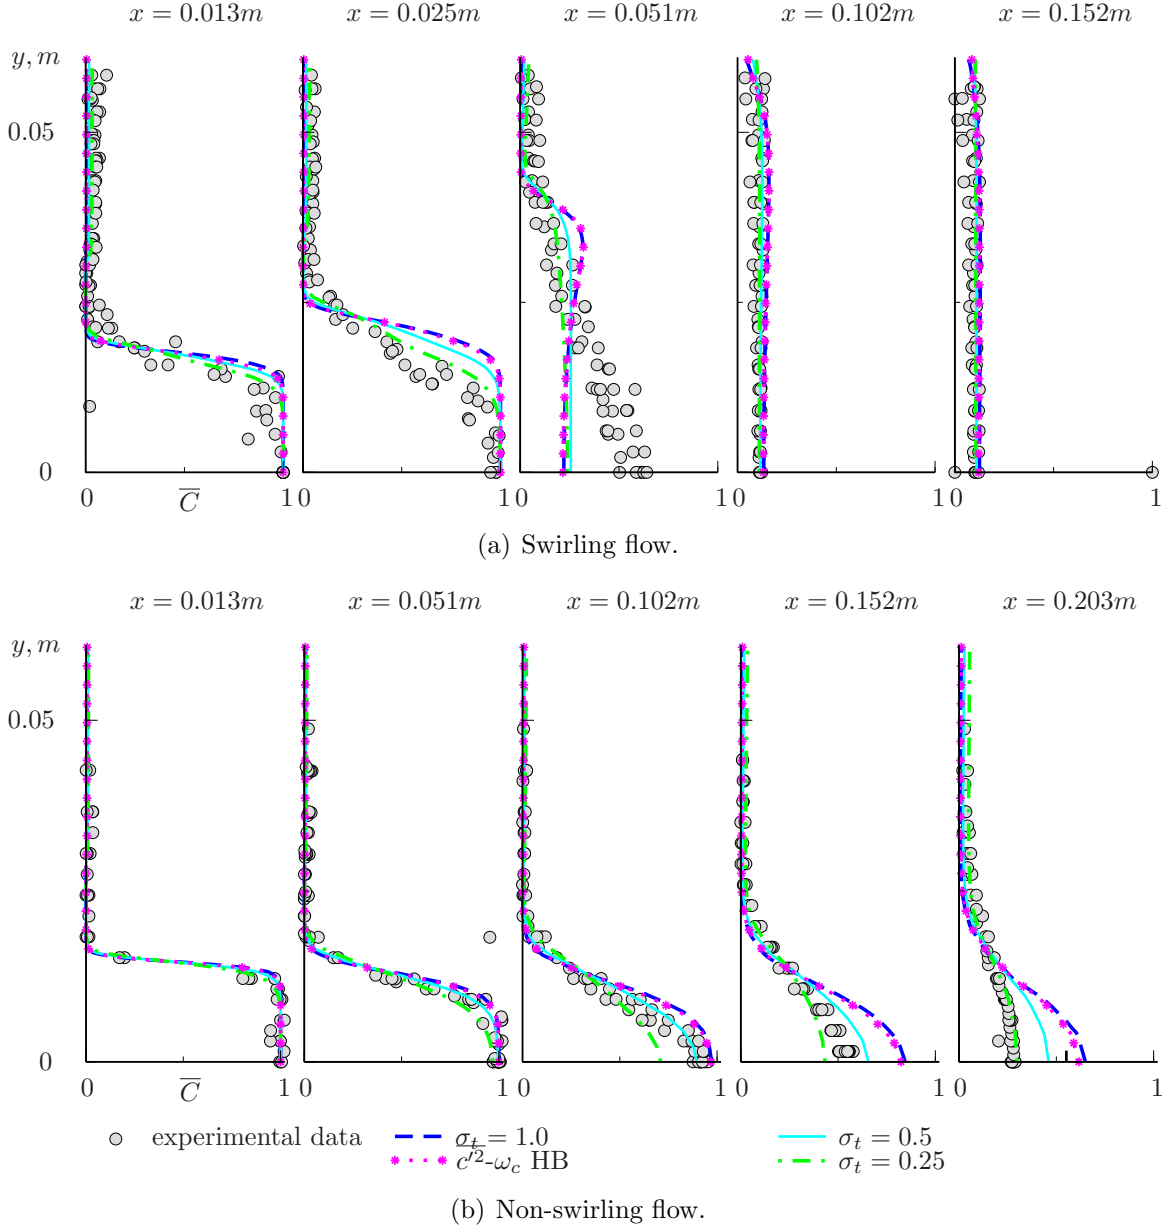 x = 0.013m x = 0.025m x = 0.051m x = 0.102m x = 0.152m
y, m
0.05
0
0 C̅ 1 0 1 0 1 0 1 0 1
(a) Swirling flow.
x = 0.013m x = 0.051m x = 0.102m x = 0.152m x = 0.203m
y, m
0.05
0
0 C̅ 1 0 1 0 1 0 1 0 1
experimental data σₜ = 1.0 σₜ = 0.5
c′²-ω_c HB σₜ = 0.25
(b) Non-swirling flow.